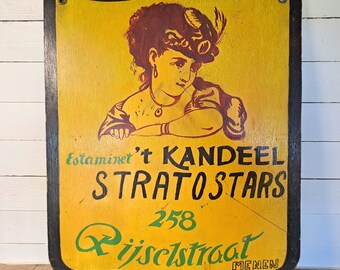 Estaminet 't KANDEEL
STRATOSTARS
258
Rijselstraat
MENEN